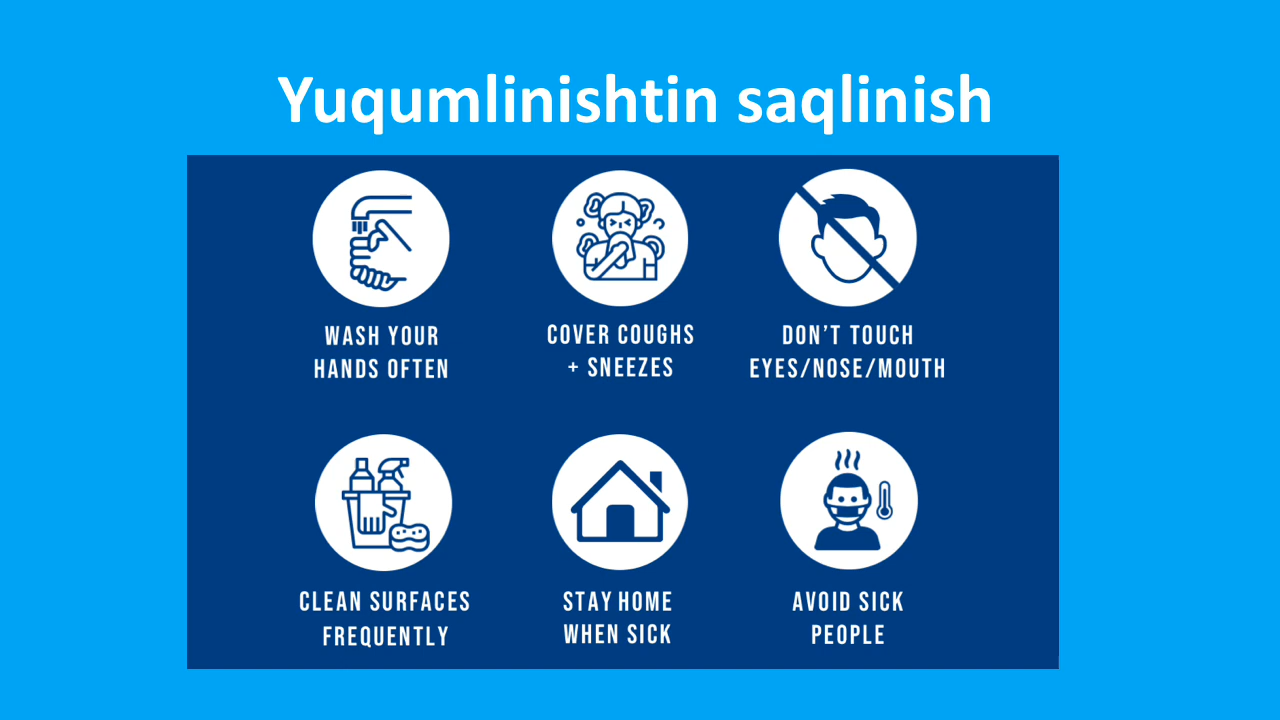 Yuqumlinishtin saqlinish
WASH YOUR
HANDS OFTEN
COVER COUGHS
+ SNEEZES
DON'T TOUCH
EYES/NOSE/MOUTH
CLEAN SURFACES
FREQUENTLY
STAY HOME
WHEN SICK
AVOID SICK
PEOPLE